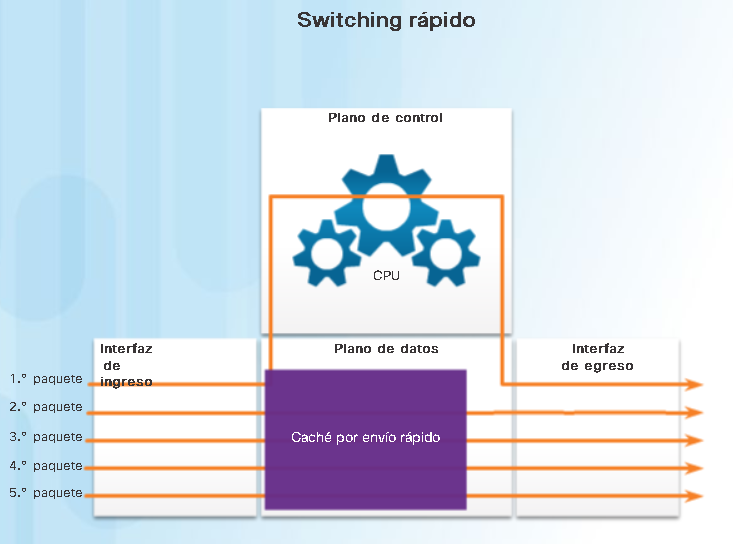 Switching rápido
Plano de control
CPU
Interfaz
de
ingreso
Plano de datos
Interfaz
de egreso
1.° paquete
2.° paquete
3.° paquete
4.° paquete
5.° paquete
Caché por envío rápido